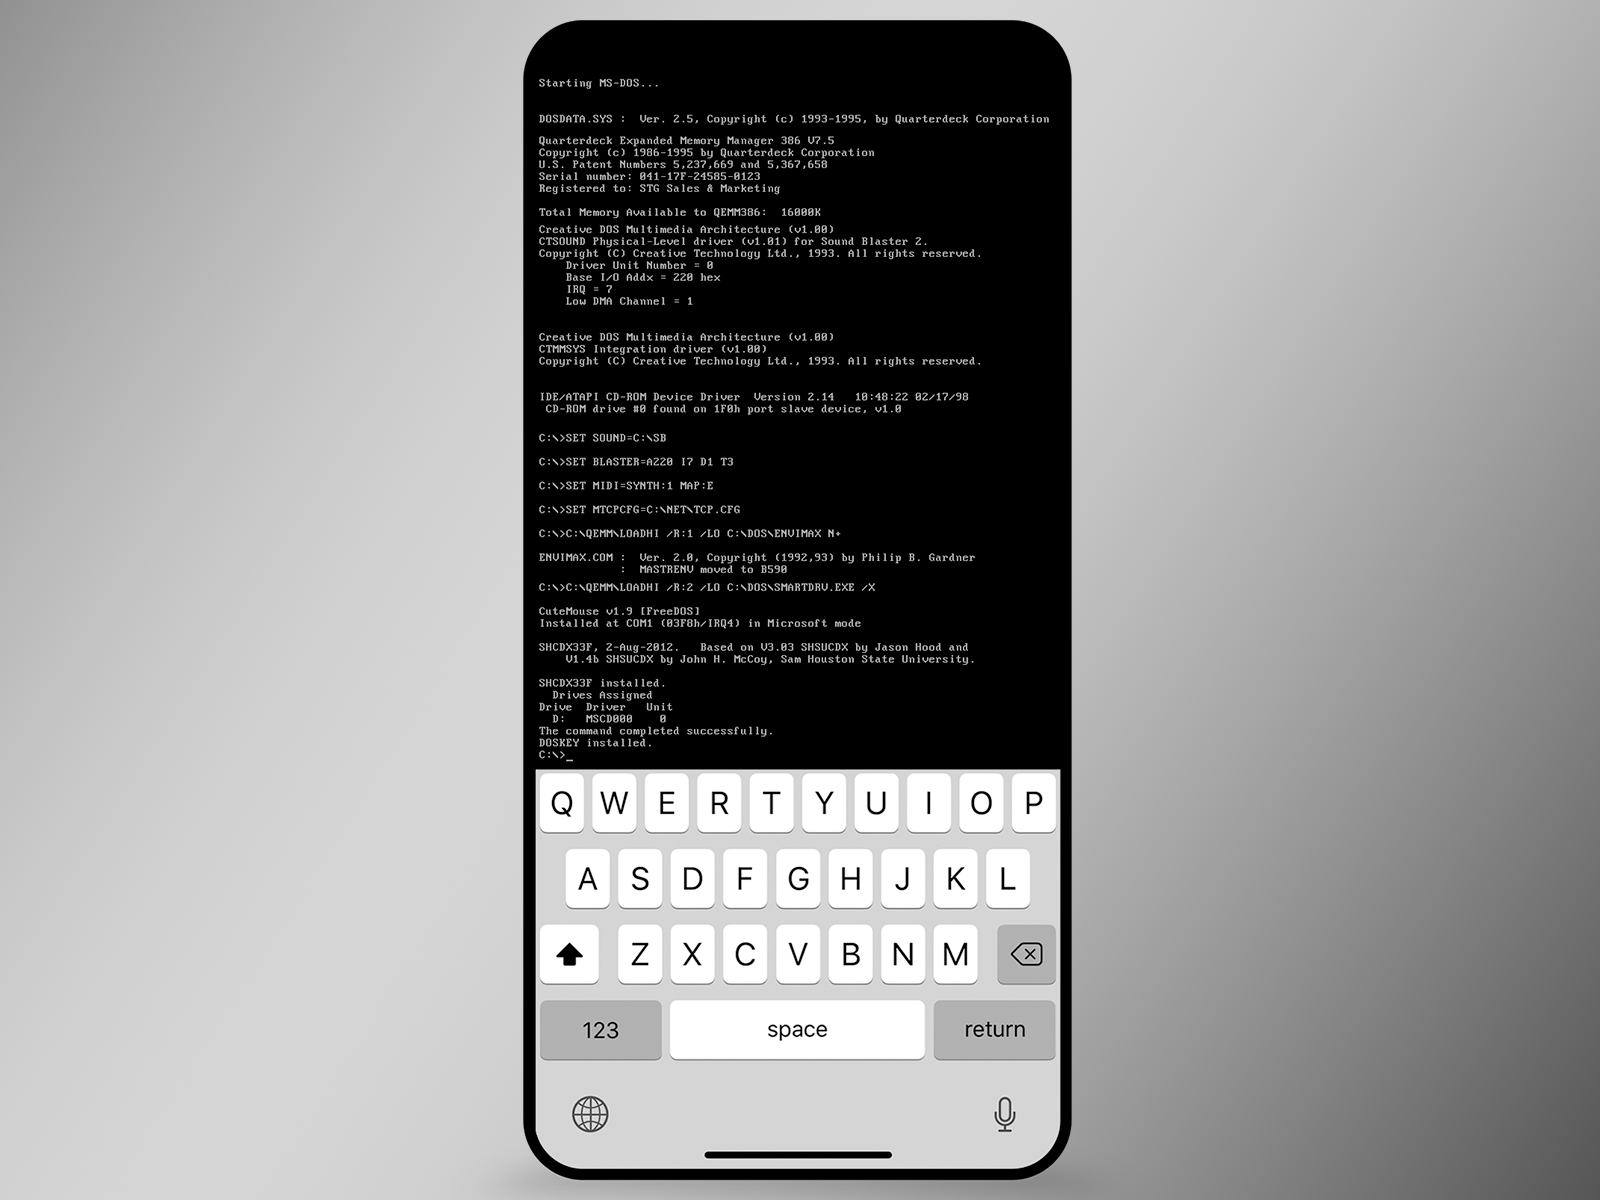 Starting MS-DOS...
DOSDATA.SYS :  Ver. 2.5, Copyright (c) 1993-1995, by Quarterdeck Corporation
Quarterdeck Expanded Memory Manager 386 V7.5
Copyright (c) 1986-1995 by Quarterdeck Corporation
U.S. Patent Numbers 5,237,669 and 5,367,658
Serial number: 041-17F-24585-0123
Registered to: STG Sales & Marketing
Total Memory Available to QEMM386:  16000K
Creative DOS Multimedia Architecture (v1.00)
CTSOUND Physical-Level driver (v1.01) for Sound Blaster 2.
Copyright (C) Creative Technology Ltd., 1993. All rights reserved.
Driver Unit Number = 0
Base I/O Addx = 220 hex
IRQ = 7
Low DMA Channel = 1
Creative DOS Multimedia Architecture (v1.00)
CTMMSYS Integration driver (v1.00)
Copyright (C) Creative Technology Ltd., 1993. All rights reserved.
IDE/ATAPI CD-ROM Device Driver  Version 2.14   10:48:22 02/17/98
CD-ROM drive #0 found on 1F0h port slave device, v1.0
C:\>SET SOUND=C:\SB
C:\>SET BLASTER=A220 I7 D1 T3
C:\>SET MIDI=SYNTH:1 MAP:E
C:\>SET MTCPCFG=C:\NET\TCP.CFG
C:\>C:\QEMM\LOADHI /R:1 /LO C:\DOS\ENVIMAX N+
ENVIMAX.COM :  Ver. 2.0, Copyright (1992,93) by Philip B. Gardner
:  MASTRENV moved to B590
C:\>C:\QEMM\LOADHI /R:2 /LO C:\DOS\SMARTDRV.EXE /X
CuteMouse v1.9 [FreeDOS]
Installed at COM1 (03F8h/IRQ4) in Microsoft mode
SHCDX33F, 2-Aug-2012.   Based on V3.03 SHSUCDX by Jason Hood and
V1.4b SHSUCDX by John H. McCoy, Sam Houston State University.
SHCDX33F installed.
Drives Assigned
Drive  Driver   Unit
D:   MSCD000    0
The command completed successfully.
DOSKEY installed.
C:\>_
Q W E R T Y U I O P
A S D F G H J K L
Z X C V B N M
123 space return